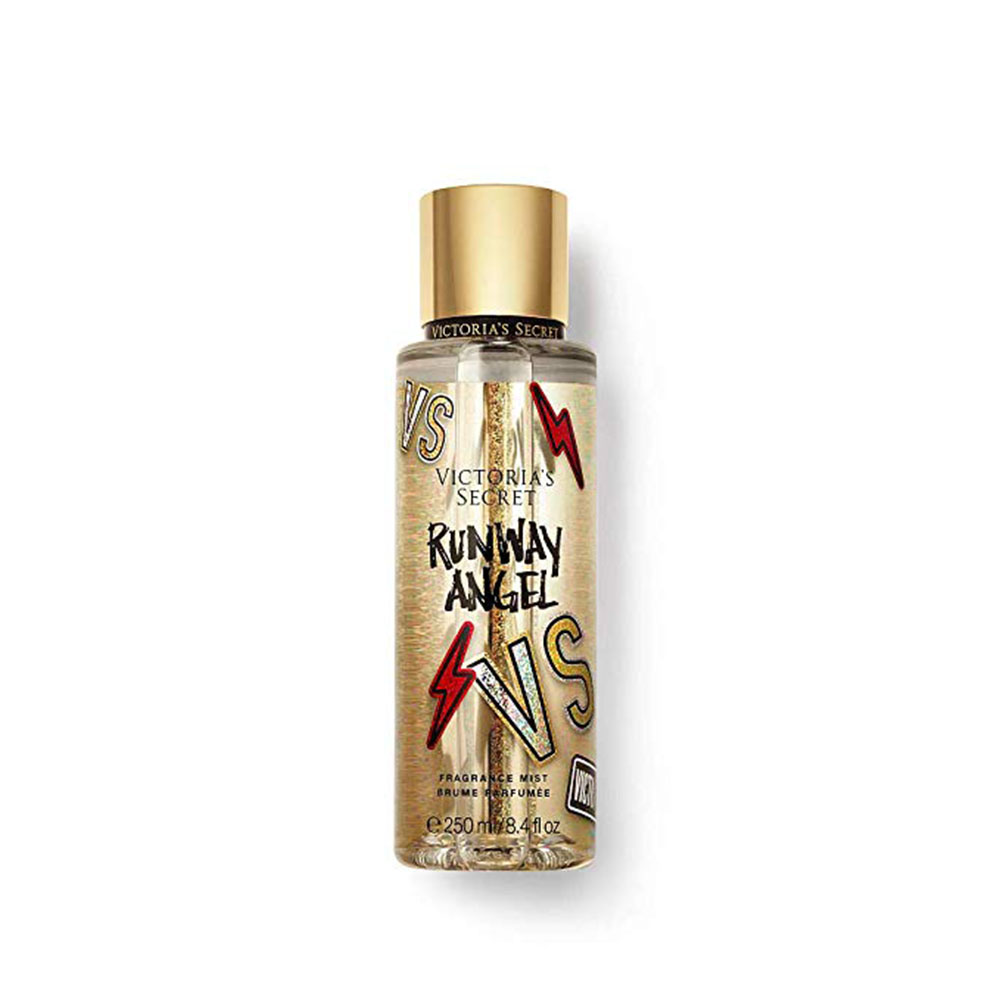 VICTORIA'S SECRET
VS
VICTORIA'S
SECRET
RUNWAY
ANGEL
VS
FRAGRANCE MIST
BRUME PARFUMÉE
℮ 250 ml/8.4 fl oz